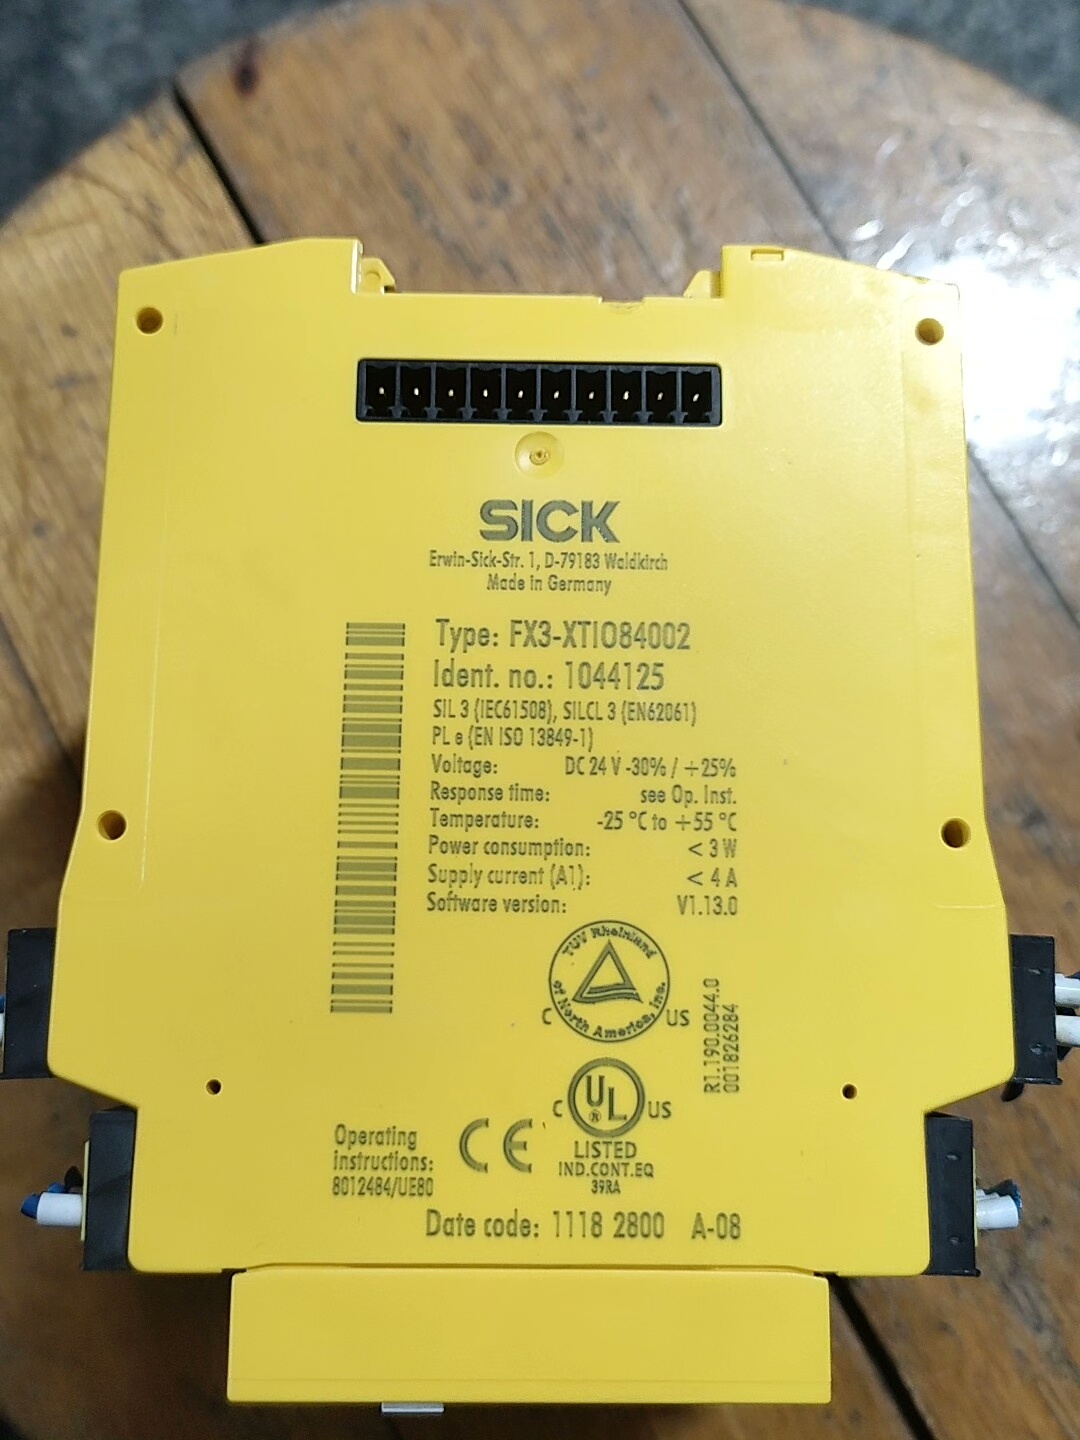 SICK
Erwin-Sick-Str. 1, D-79183 Waldkirch
Made in Germany
Type: FX3-XTIO84002
Ident. no.: 1044125
SIL 3 (IEC61508), SILCL 3 (EN62061)
PL e (EN ISO 13849-1)
Voltage: DC 24 V -30% / +25%
Response time: see Op. Inst.
Temperature: -25 °C to +55 °C
Power consumption: < 3 W
Supply current (A1): < 4 A
Software version: V1.13.0
TÜV Rheinland
of North America, Inc.
C US
R1.190.0044.0
001826284
C UL ® US
LISTED
IND.CONT.EQ
39RA
CE
Operating
instructions:
8012484/UE80
Date code: 1118 2800 A-08